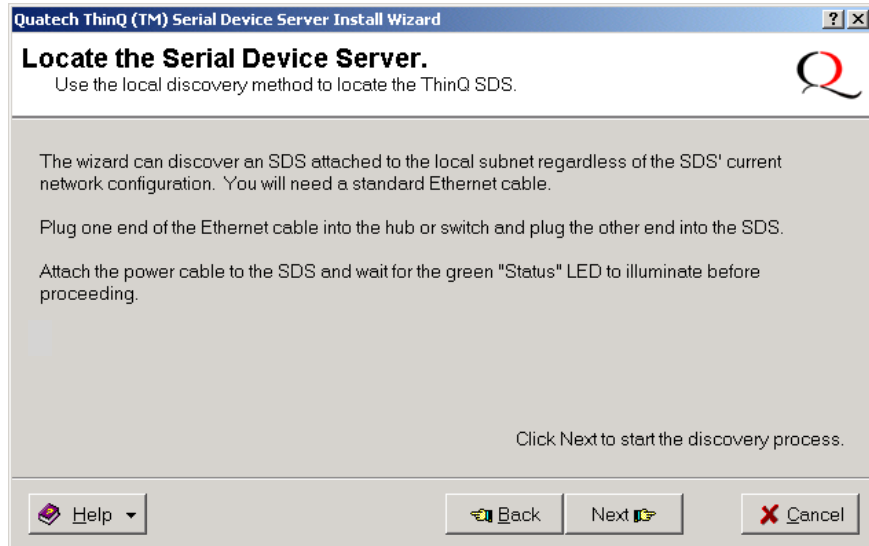 Quatech ThinQ (TM) Serial Device Server Install Wizard
Locate the Serial Device Server.
Use the local discovery method to locate the ThinQ SDS.
The wizard can discover an SDS attached to the local subnet regardless of the SDS' current
network configuration. You will need a standard Ethernet cable.
Plug one end of the Ethernet cable into the hub or switch and plug the other end into the SDS.
Attach the power cable to the SDS and wait for the green "Status" LED to illuminate before
proceeding.
Click Next to start the discovery process.
Help Back Next Cancel